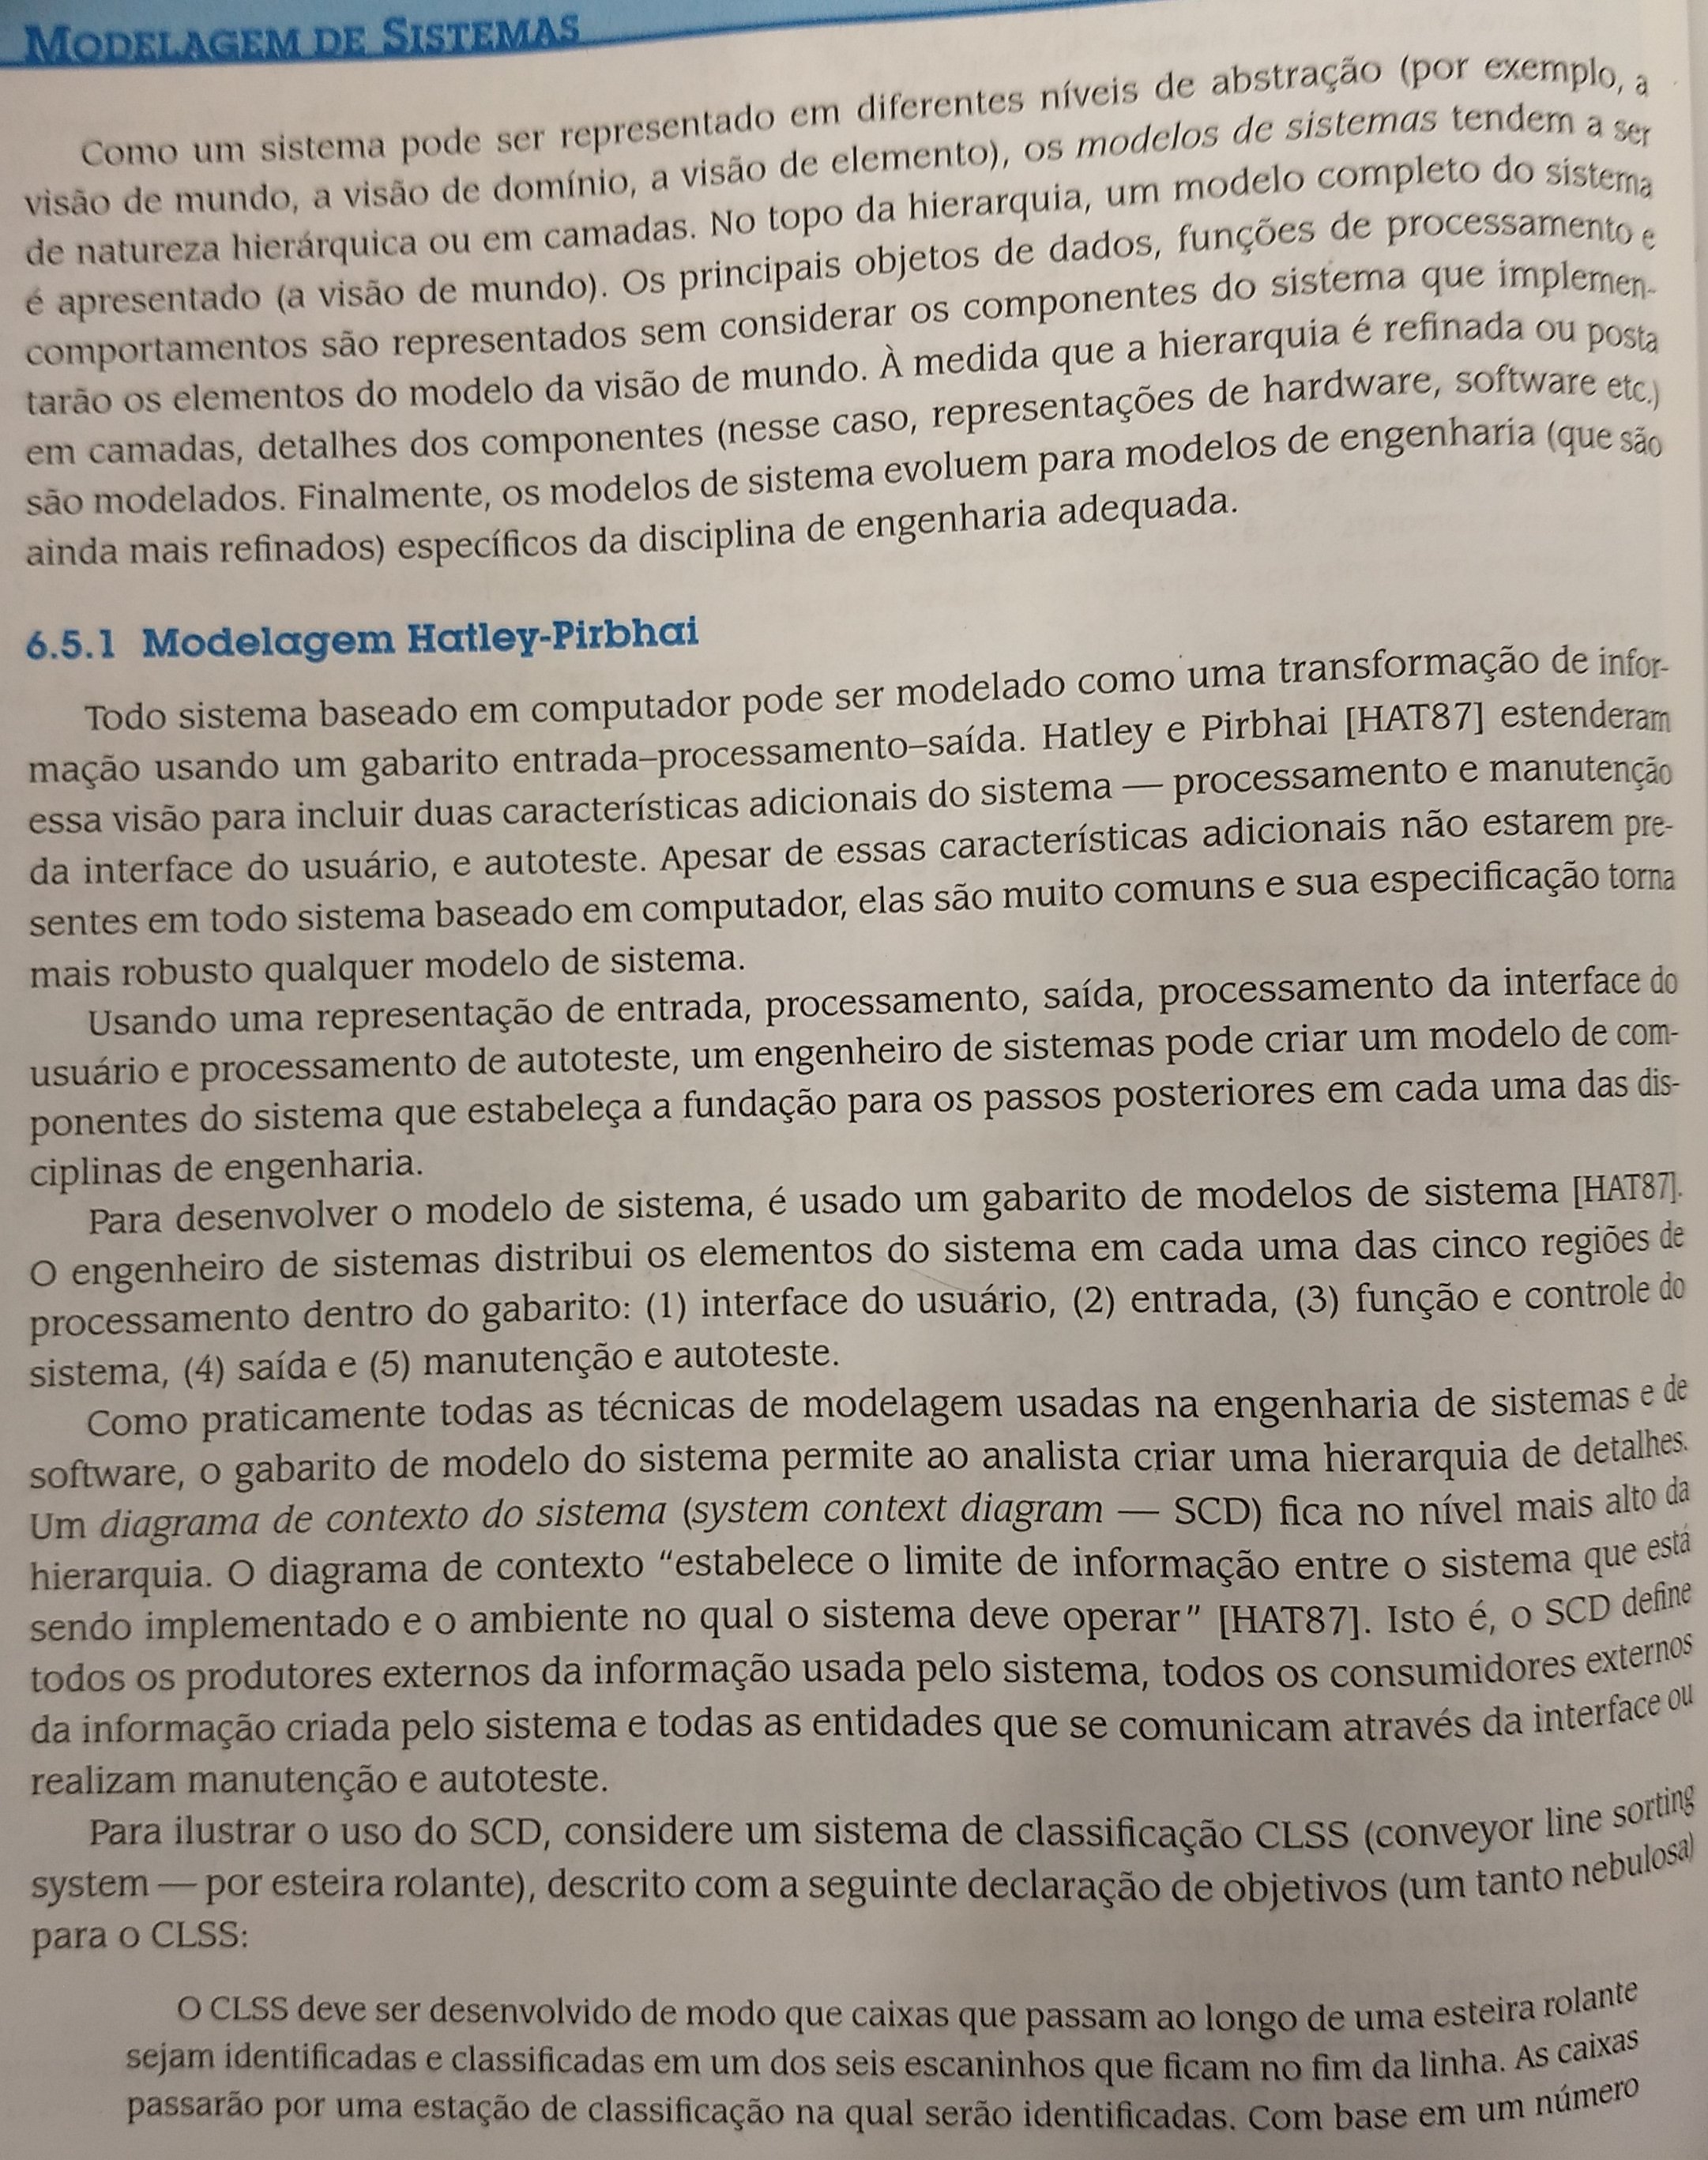 MODELAGEM DE SISTEMAS
Como um sistema pode ser representado em diferentes níveis de abstração (por exemplo, a
visão de mundo, a visão de domínio, a visão de elemento), os modelos de sistemas tendem a ser
de natureza hierárquica ou em camadas. No topo da hierarquia, um modelo completo do sistema
é apresentado (a visão de mundo). Os principais objetos de dados, funções de processamento e
comportamentos são representados sem considerar os componentes do sistema que implemen-
tarão os elementos do modelo da visão de mundo. À medida que a hierarquia é refinada ou posta
em camadas, detalhes dos componentes (nesse caso, representações de hardware, software etc.)
são modelados. Finalmente, os modelos de sistema evoluem para modelos de engenharia (que são
ainda mais refinados) específicos da disciplina de engenharia adequada.
6.5.1 Modelagem Hatley-Pirbhai
Todo sistema baseado em computador pode ser modelado como uma transformação de infor-
mação usando um gabarito entrada–processamento–saída. Hatley e Pirbhai [HAT87] estenderam
essa visão para incluir duas características adicionais do sistema — processamento e manutenção
da interface do usuário, e autoteste. Apesar de essas características adicionais não estarem pre-
sentes em todo sistema baseado em computador, elas são muito comuns e sua especificação torna
mais robusto qualquer modelo de sistema.
Usando uma representação de entrada, processamento, saída, processamento da interface do
usuário e processamento de autoteste, um engenheiro de sistemas pode criar um modelo de com-
ponentes do sistema que estabeleça a fundação para os passos posteriores em cada uma das dis-
ciplinas de engenharia.
Para desenvolver o modelo de sistema, é usado um gabarito de modelos de sistema [HAT87].
O engenheiro de sistemas distribui os elementos do sistema em cada uma das cinco regiões de
processamento dentro do gabarito: (1) interface do usuário, (2) entrada, (3) função e controle do
sistema, (4) saída e (5) manutenção e autoteste.
Como praticamente todas as técnicas de modelagem usadas na engenharia de sistemas e de
software, o gabarito de modelo do sistema permite ao analista criar uma hierarquia de detalhes.
Um diagrama de contexto do sistema (system context diagram — SCD) fica no nível mais alto da
hierarquia. O diagrama de contexto “estabelece o limite de informação entre o sistema que está
sendo implementado e o ambiente no qual o sistema deve operar” [HAT87]. Isto é, o SCD define
todos os produtores externos da informação usada pelo sistema, todos os consumidores externos
da informação criada pelo sistema e todas as entidades que se comunicam através da interface ou
realizam manutenção e autoteste.
Para ilustrar o uso do SCD, considere um sistema de classificação CLSS (conveyor line sorting
system — por esteira rolante), descrito com a seguinte declaração de objetivos (um tanto nebulosa)
para o CLSS:
O CLSS deve ser desenvolvido de modo que caixas que passam ao longo de uma esteira rolante
sejam identificadas e classificadas em um dos seis escaninhos que ficam no fim da linha. As caixas
passarão por uma estação de classificação na qual serão identificadas. Com base em um número